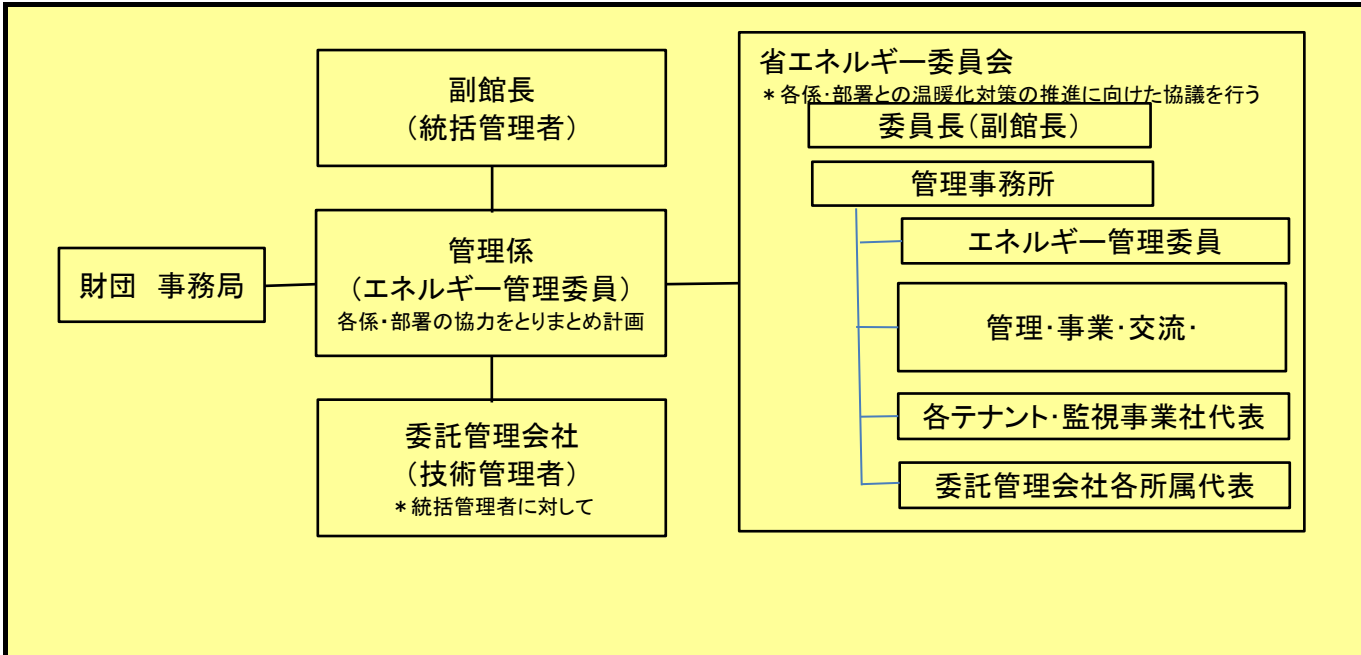 副館長
（統括管理者）
財団　事務局
管理係
（エネルギー管理委員）
各係・部署の協力をとりまとめ計画
委託管理会社
（技術管理者）
＊統括管理者に対して
省エネルギー委員会
＊各係・部署との温暖化対策の推進に向けた協議を行う
委員長（副館長）
管理事務所
エネルギー管理委員
管理・事業・交流・
各テナント・監視事業社代表
委託管理会社各所属代表